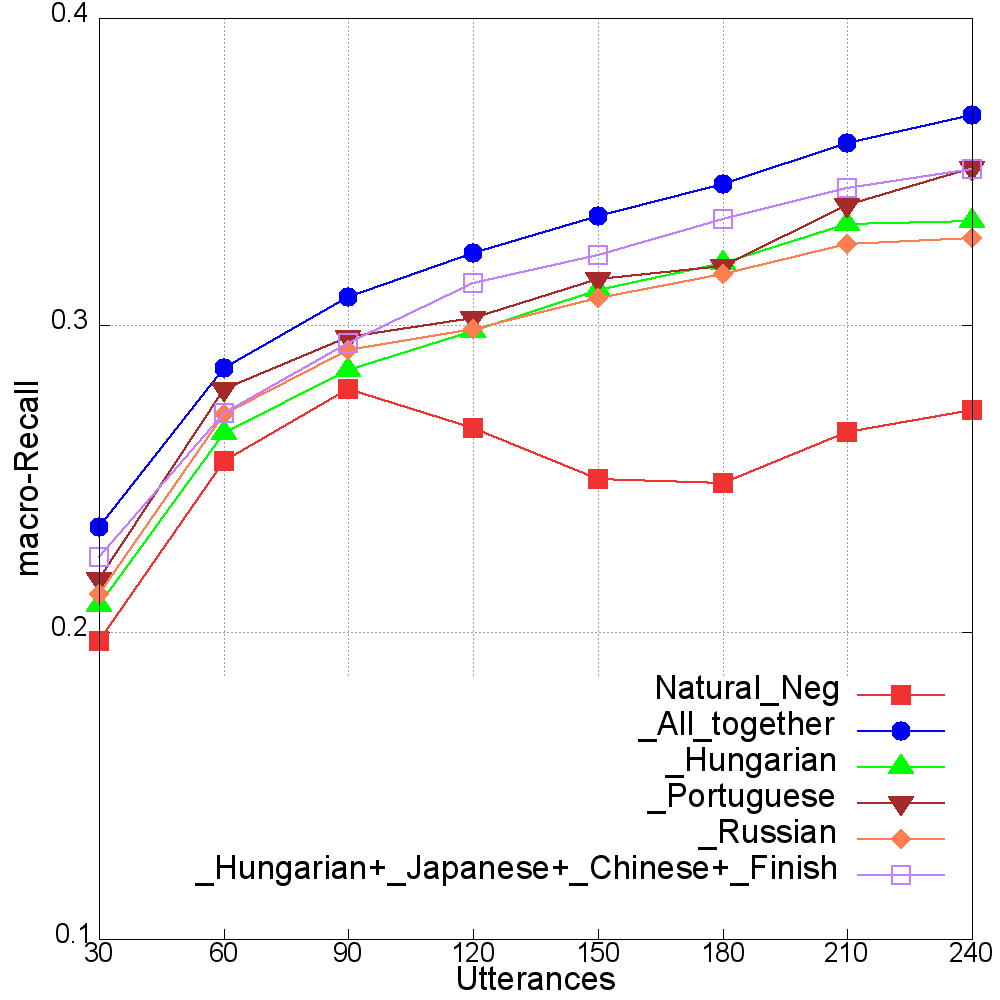 0.4
0.3
0.2
0.1
macro-Recall
Natural_Neg
_All_together
_Hungarian
_Portuguese
_Russian
_Hungarian+_Japanese+_Chinese+_Finish
30 60 90 120 150 180 210 240
Utterances